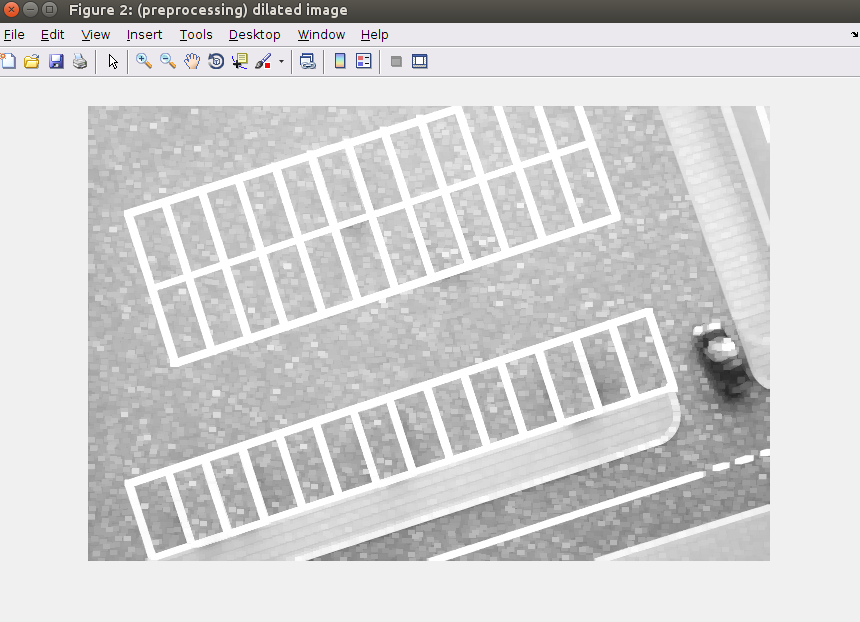 Figure 2: (preprocessing) dilated image
File Edit View Insert Tools Desktop Window Help